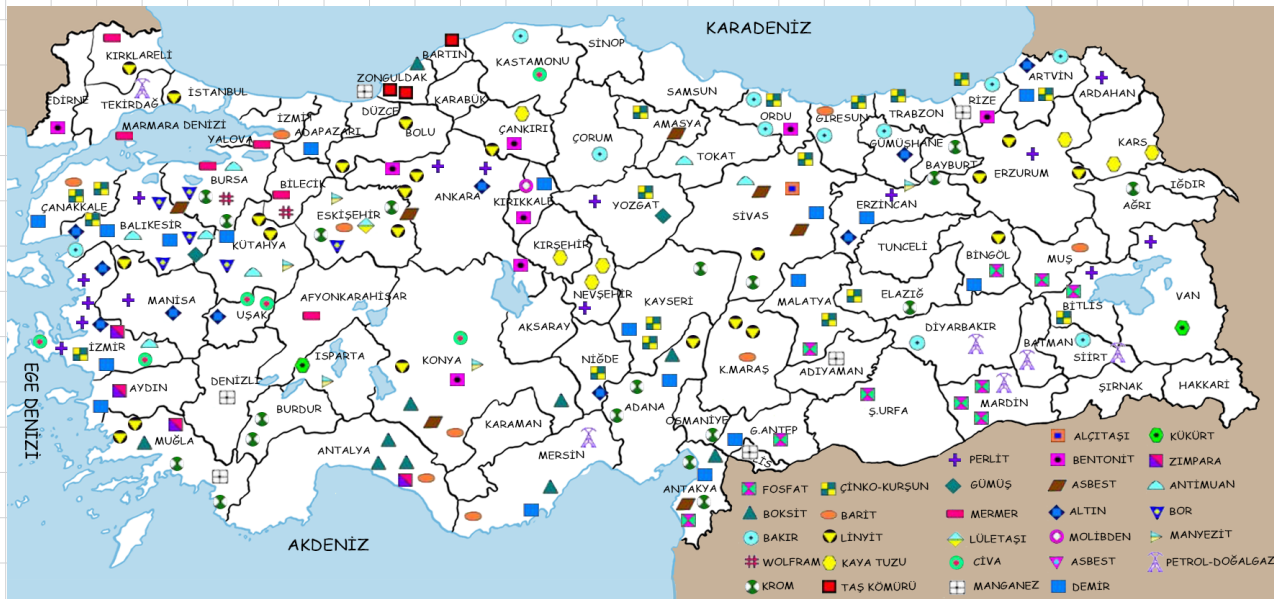 KARADENİZ
SİNOP
BARTIN
KIRKLARELİ
KASTAMONU
ZONGULDAK
ARTVİN
İSTANBUL
SAMSUN
ARDAHAN
EDİRNE
TEKİRDAĞ
KARABÜK
RİZE
DÜZCE
TRABZON
ORDU
GİRESUN
İZMİT
MARMARA DENİZİ
ADAPAZARI
BOLU
ÇANKIRI
AMASYA
YALOVA
ÇORUM
GÜMÜŞHANE
KARS
TOKAT
BAYBURT
ERZURUM
BURSA
BİLECİK
IĞDIR
ANKARA
KIRIKKALE
YOZGAT
ERZİNCAN
AĞRI
ÇANAKKALE
ESKİŞEHİR
SİVAS
BALIKESİR
KÜTAHYA
KIRŞEHİR
TUNCELİ
BİNGÖL
MUŞ
MANİSA
AFYONKARAHİSAR
NEVŞEHİR
KAYSERİ
MALATYA
ELAZIĞ
VAN
UŞAK
BİTLİS
AKSARAY
DİYARBAKIR
BATMAN
İZMİR
ISPARTA
KONYA
NİĞDE
SİİRT
K.MARAŞ
ADIYAMAN
EGE DENİZİ
DENİZLİ
AYDIN
ŞIRNAK
HAKKARİ
MARDİN
BURDUR
ADANA
Ş.URFA
KARAMAN
OSMANİYE
G.ANTEP
MUĞLA
ANTALYA
MERSİN
LİS
ANTAKYA
AKDENİZ
ALÇITAŞI
KÜKÜRT
PERLİT
BENTONİT
ZIMPARA
FOSFAT
ÇİNKO-KURŞUN
GÜMÜŞ
ASBEST
ANTİMUAN
BOKSİT
BARİT
MERMER
ALTIN
BOR
BAKIR
LİNYİT
LÜLETAŞI
MOLİBDEN
MANYEZİT
WOLFRAM
KAYA TUZU
CİVA
ASBEST
PETROL-DOĞALGAZ
KROM
TAŞ KÖMÜRÜ
MANGANEZ
DEMİR